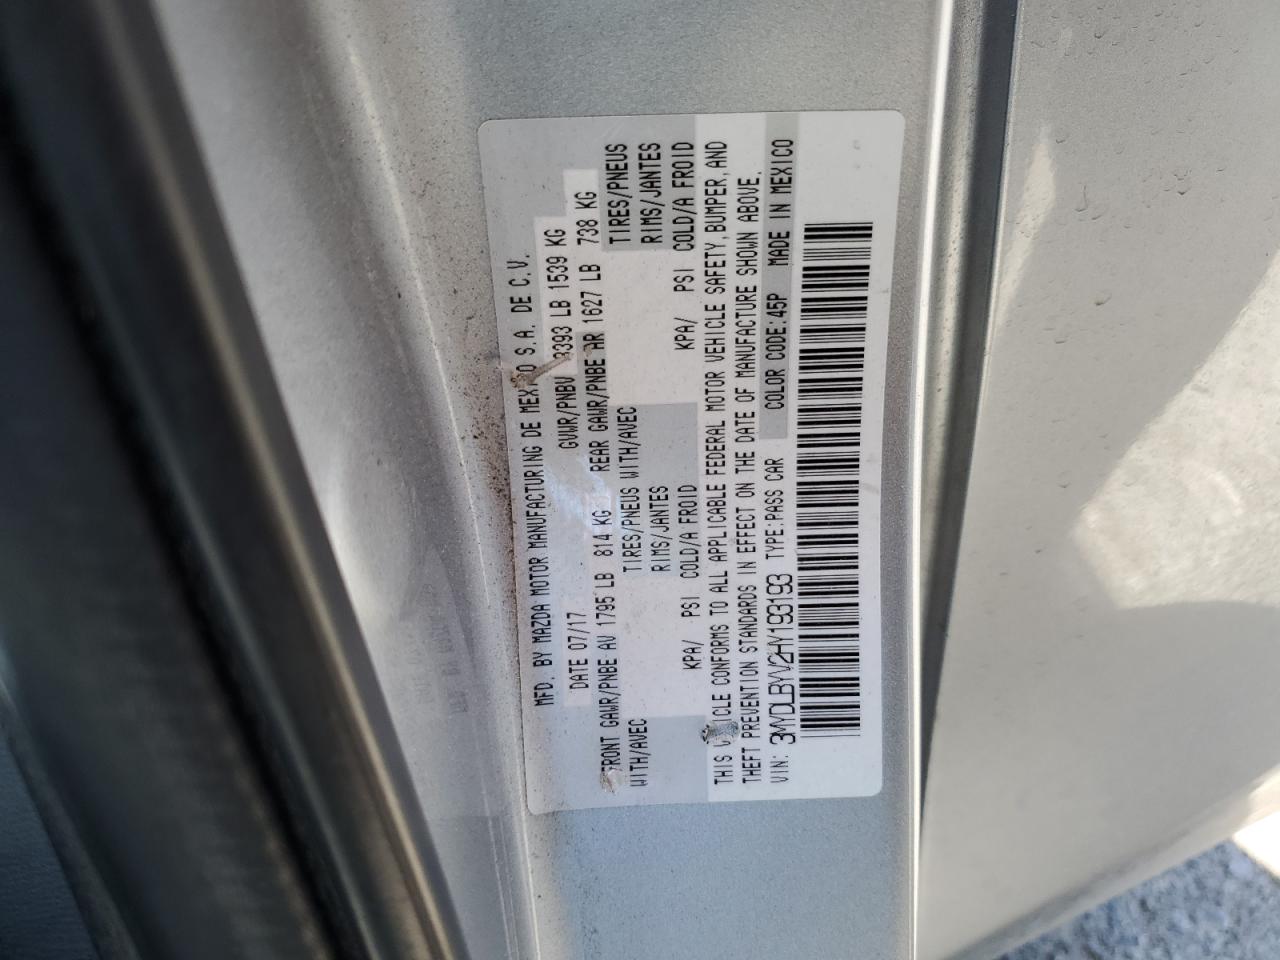 MFD. BY MAZDA MOTOR MANUFACTURING DE MEXICO S.A. DE C.V.
DATE 07/17 GVWR/PNBV 3393 LB 1539 KG
FRONT GAWR/PNBE AV 1795 LB 814 KG REAR GAWR/PNBE AR 1627 LB 738 KG
WITH/AVEC TIRES/PNEUS WITH/AVEC TIRES/PNEUS
RIMS/JANTES RIMS/JANTES
KPA/ PSI COLD/A FROID KPA/ PSI COLD/A FROID
THIS VEHICLE CONFORMS TO ALL APPLICABLE FEDERAL MOTOR VEHICLE SAFETY, BUMPER, AND
THEFT PREVENTION STANDARDS IN EFFECT ON THE DATE OF MANUFACTURE SHOWN ABOVE.
VIN: 3MYDLBYV2HY193193 TYPE:PASS CAR COLOR CODE:45P MADE IN MEXICO